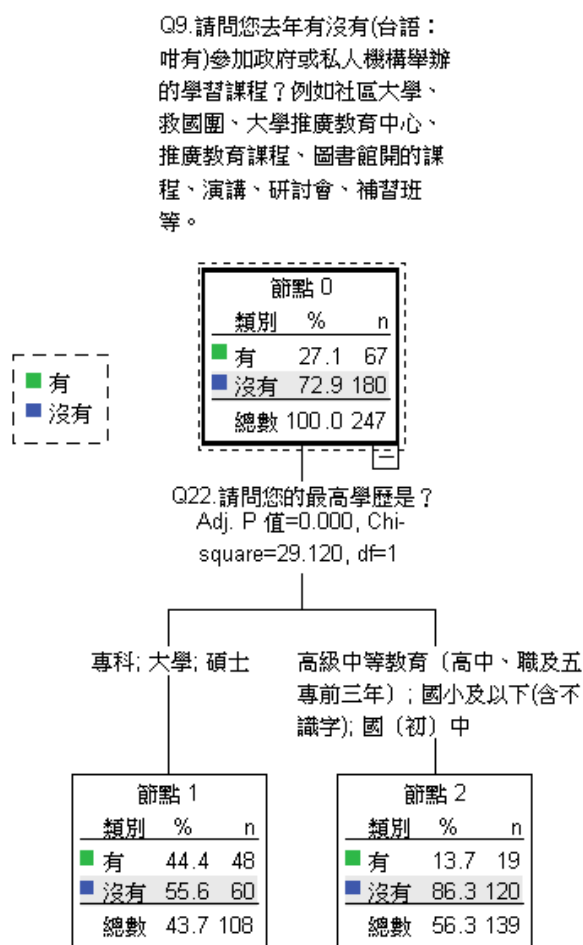 Q9.請問您去年有沒有(台語：
咁有)參加政府或私人機構舉辦
的學習課程？例如社區大學、
救國團、大學推廣教育中心、
推廣教育課程、圖書館開的課
程、演講、研討會、補習班
等。
節點 0
類別 % n
有 27.1 67
沒有 72.9 180
總數 100.0 247
有
沒有
Q22.請問您的最高學歷是？
Adj. P 值=0.000, Chi-
square=29.120, df=1
專科; 大學; 碩士
高級中等教育（高中、職及五
專前三年）; 國小及以下(含不
識字); 國（初）中
節點 1
類別 % n
有 44.4 48
沒有 55.6 60
總數 43.7 108
節點 2
類別 % n
有 13.7 19
沒有 86.3 120
總數 56.3 139